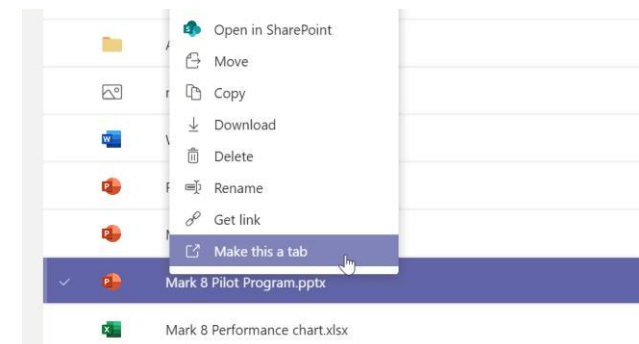 Open in SharePoint
Move
Copy
Download
Delete
Rename
Get link
Make this a tab
Mark 8 Pilot Program.pptx
Mark 8 Performance chart.xlsx